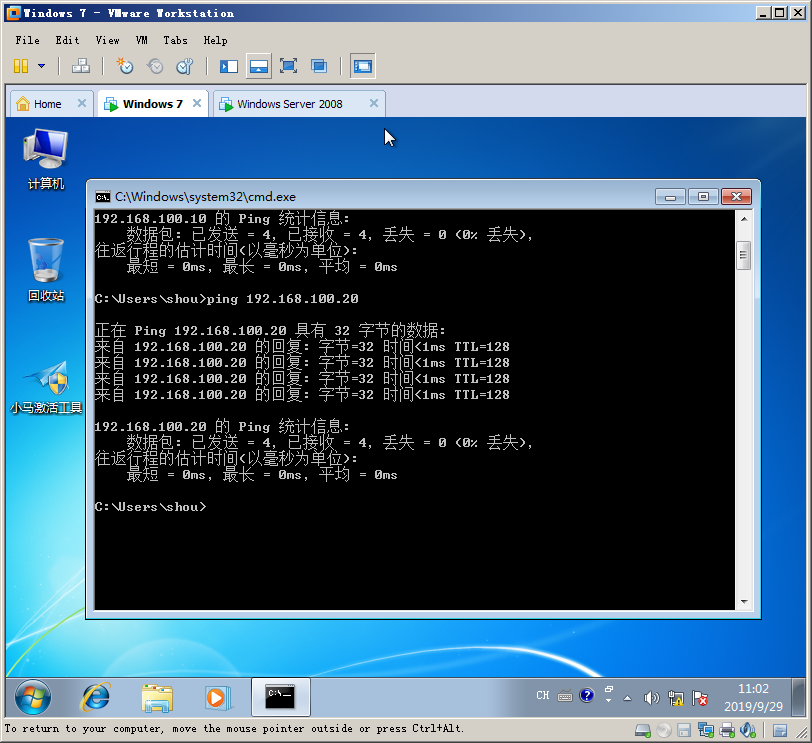 Windows 7 - VMware Workstation
File Edit View VM Tabs Help
Home Windows 7 Windows Server 2008
计算机
回收站
小马激活工具
C:\Windows\system32\cmd.exe
192.168.100.10 的 Ping 统计信息:
数据包: 已发送 = 4, 已接收 = 4, 丢失 = 0 (0% 丢失),
往返行程的估计时间(以毫秒为单位):
最短 = 0ms, 最长 = 0ms, 平均 = 0ms
C:\Users\shou>ping 192.168.100.20
正在 Ping 192.168.100.20 具有 32 字节的数据:
来自 192.168.100.20 的回复: 字节=32 时间<1ms TTL=128
来自 192.168.100.20 的回复: 字节=32 时间<1ms TTL=128
来自 192.168.100.20 的回复: 字节=32 时间<1ms TTL=128
来自 192.168.100.20 的回复: 字节=32 时间<1ms TTL=128
192.168.100.20 的 Ping 统计信息:
数据包: 已发送 = 4, 已接收 = 4, 丢失 = 0 (0% 丢失),
往返行程的估计时间(以毫秒为单位):
最短 = 0ms, 最长 = 0ms, 平均 = 0ms
C:\Users\shou>
CH
11:02
2019/9/29
To return to your computer, move the mouse pointer outside or press Ctrl+Alt.